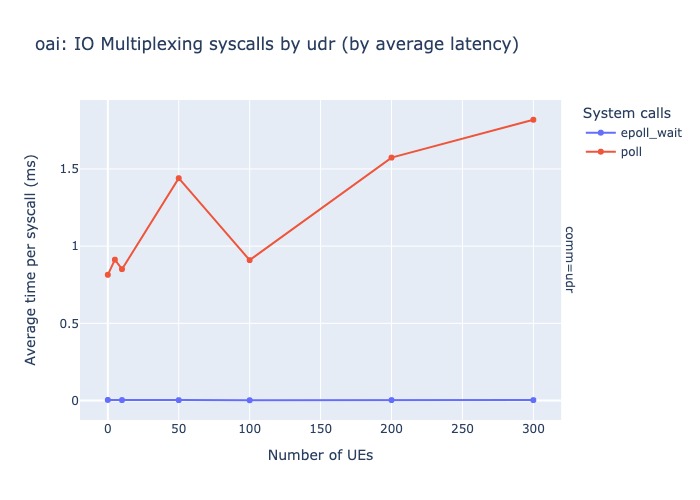 oai: IO Multiplexing syscalls by udr (by average latency)
System calls
epoll_wait
poll
Average time per syscall (ms)
1.5
1
0.5
0
comm=udr
0 50 100 150 200 250 300
Number of UEs